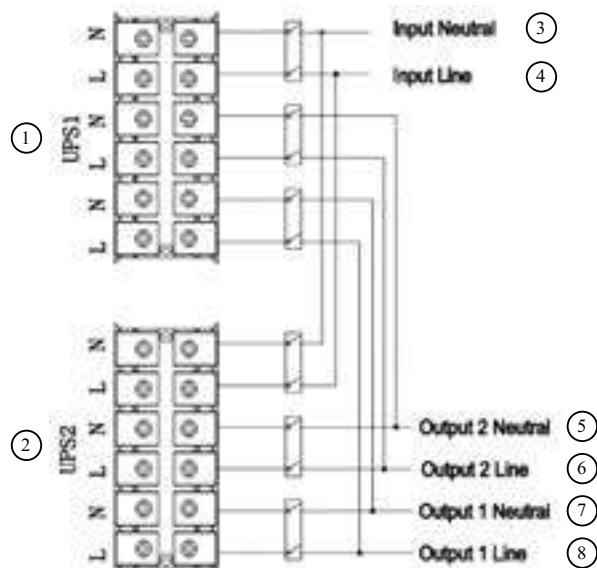 N
Input Neutral 3
L
Input Line 4
N
1 UPS1
L
N
L
N
L
N
Output 2 Neutral 5
2 UPS2
L
Output 2 Line 6
N
Output 1 Neutral 7
L
Output 1 Line 8